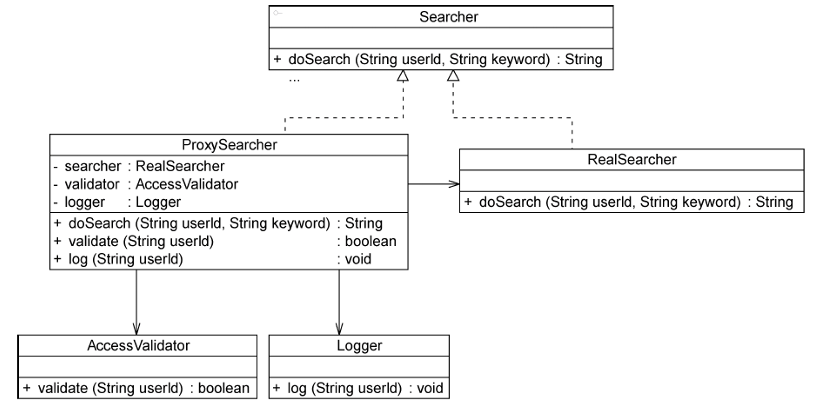 Searcher
+ doSearch (String userId, String keyword) : String
...
ProxySearcher
- searcher : RealSearcher
- validator : AccessValidator
- logger : Logger
+ doSearch (String userId, String keyword) : String
+ validate (String userId) : boolean
+ log (String userId) : void
RealSearcher
+ doSearch (String userId, String keyword) : String
AccessValidator
+ validate (String userId) : boolean
Logger
+ log (String userId) : void